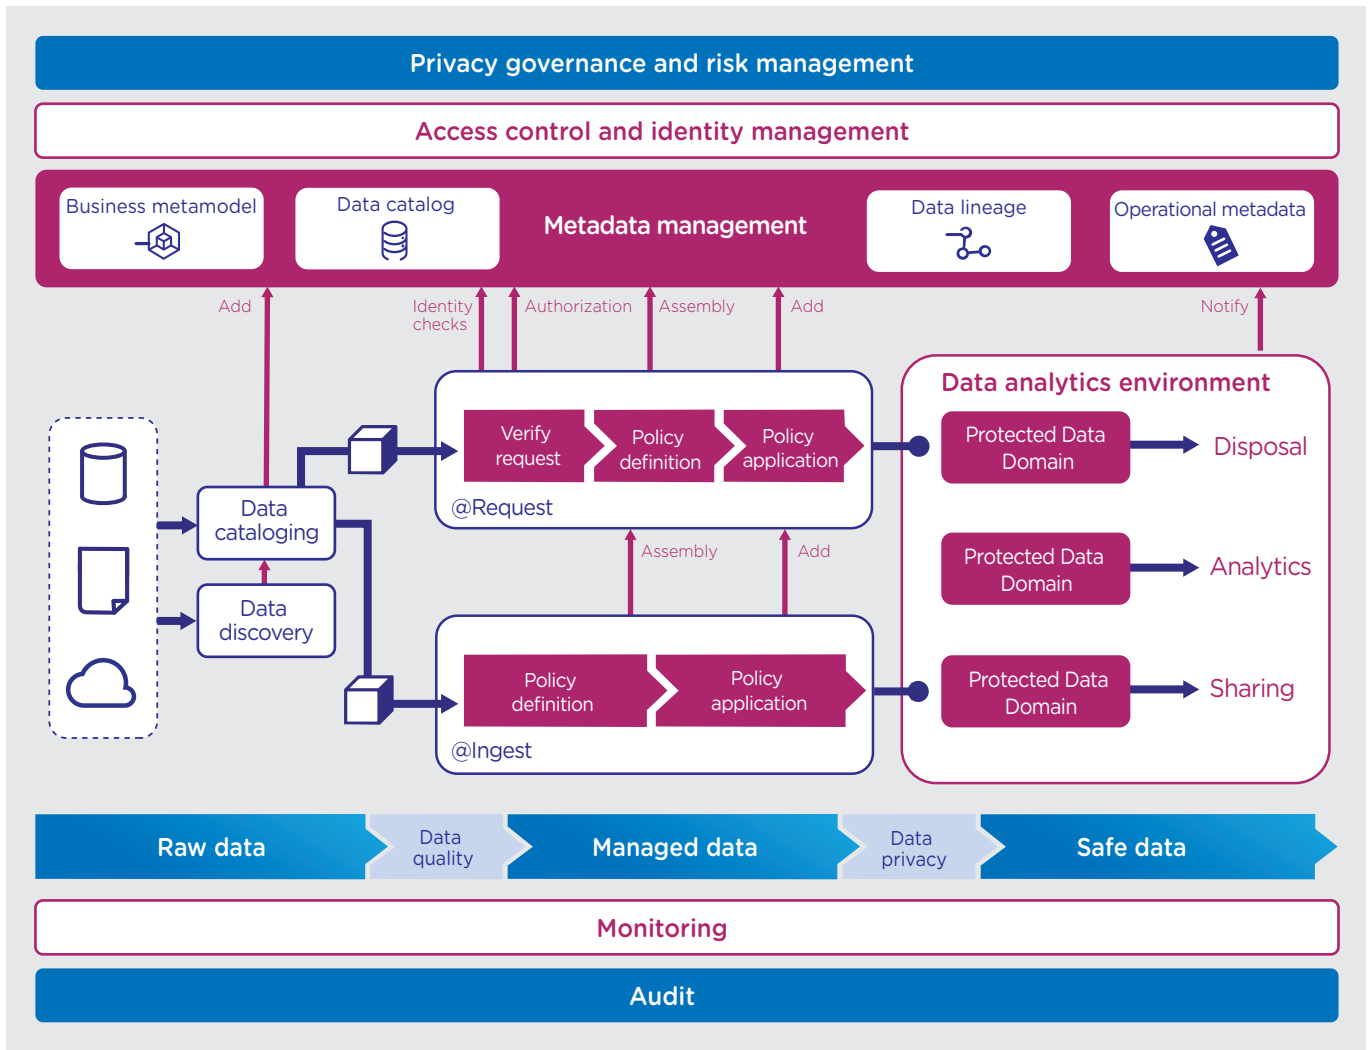 Privacy governance and risk management
Access control and identity management
Business metamodel
Data catalog
Metadata management
Data lineage
Operational metadata
Add
Identity
checks
Authorization
Assembly
Add
Notify
Data
cataloging
Data
discovery
Verify
request
Policy
definition
Policy
application
@Request
Assembly
Add
Policy
definition
Policy
application
@Ingest
Data analytics environment
Protected Data
Domain
Disposal
Protected Data
Domain
Analytics
Protected Data
Domain
Sharing
Raw data
Data
quality
Managed data
Data
privacy
Safe data
Monitoring
Audit